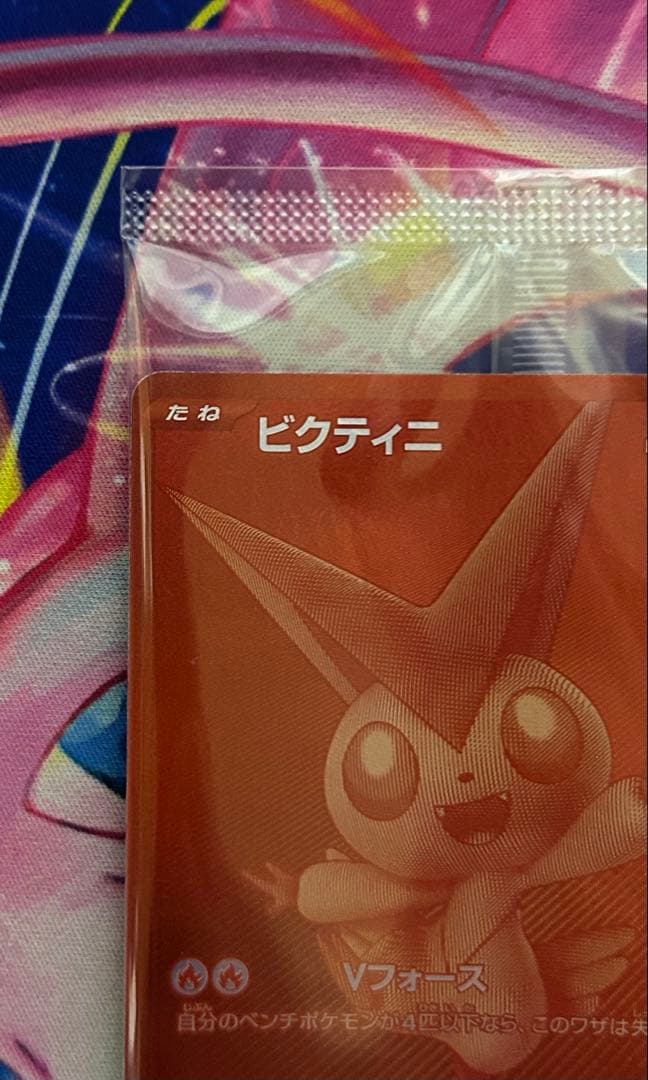 たね
ビクティニ
Vフォース
自分のベンチポケモンが4匹以下なら、このワザは失